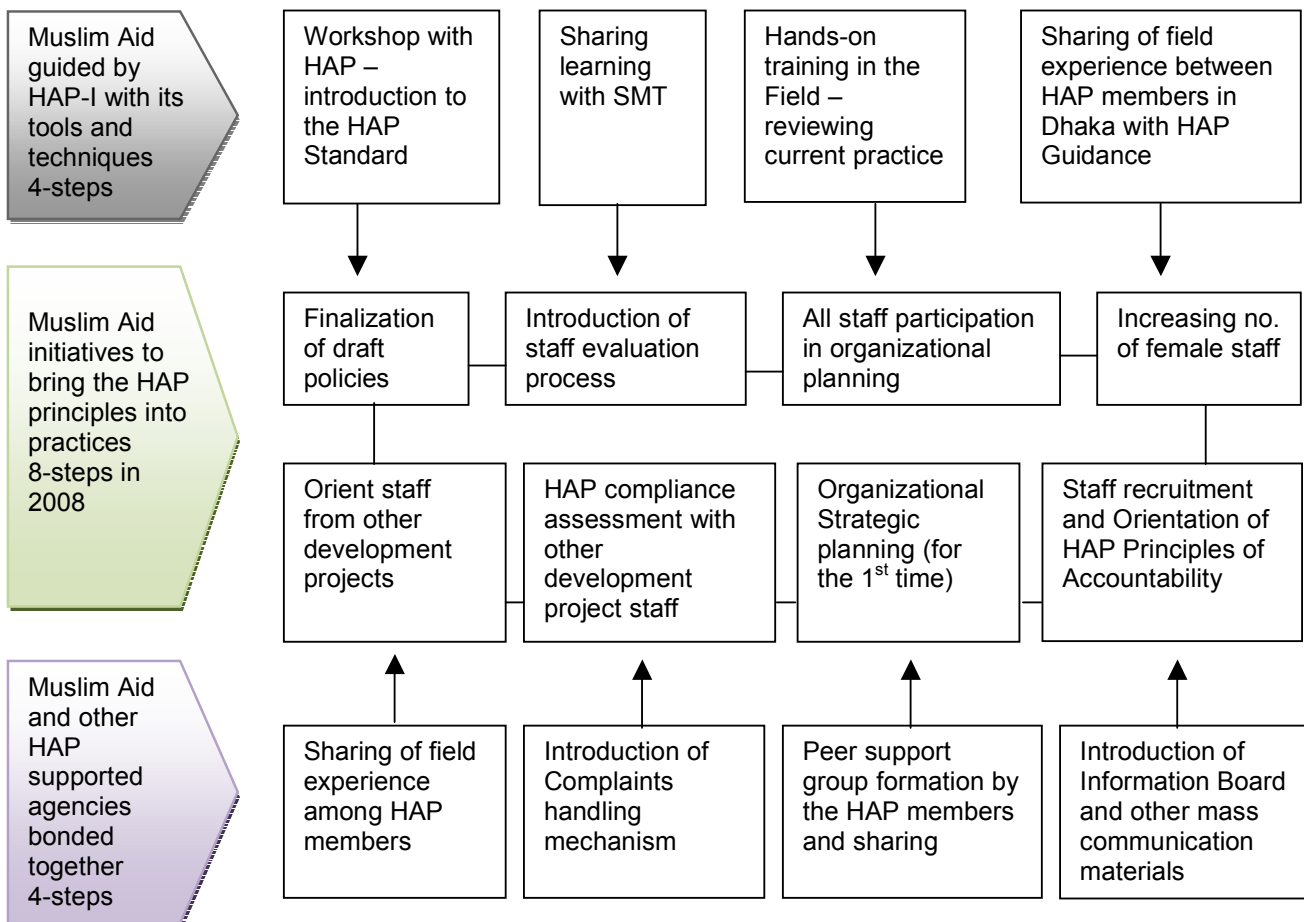 Muslim Aid
guided by
HAP-I with its
tools and
techniques
4-steps
Workshop with
HAP –
introduction to
the HAP
Standard
Sharing
learning
with SMT
Hands-on
training in the
Field –
reviewing
current practice
Sharing of field
experience between
HAP members in
Dhaka with HAP
Guidance
Muslim Aid
initiatives to
bring the HAP
principles into
practices
8-steps in
2008
Finalization
of draft
policies
Introduction of
staff evaluation
process
All staff participation
in organizational
planning
Increasing no.
of female staff
Orient staff
from other
development
projects
HAP compliance
assessment with
other
development
project staff
Organizational
Strategic
planning (for
the 1st time)
Staff recruitment
and Orientation of
HAP Principles of
Accountability
Muslim Aid
and other
HAP
supported
agencies
bonded
together
4-steps
Sharing of field
experience
among HAP
members
Introduction of
Complaints
handling
mechanism
Peer support
group formation by
the HAP members
and sharing
Introduction of
Information Board
and other mass
communication
materials